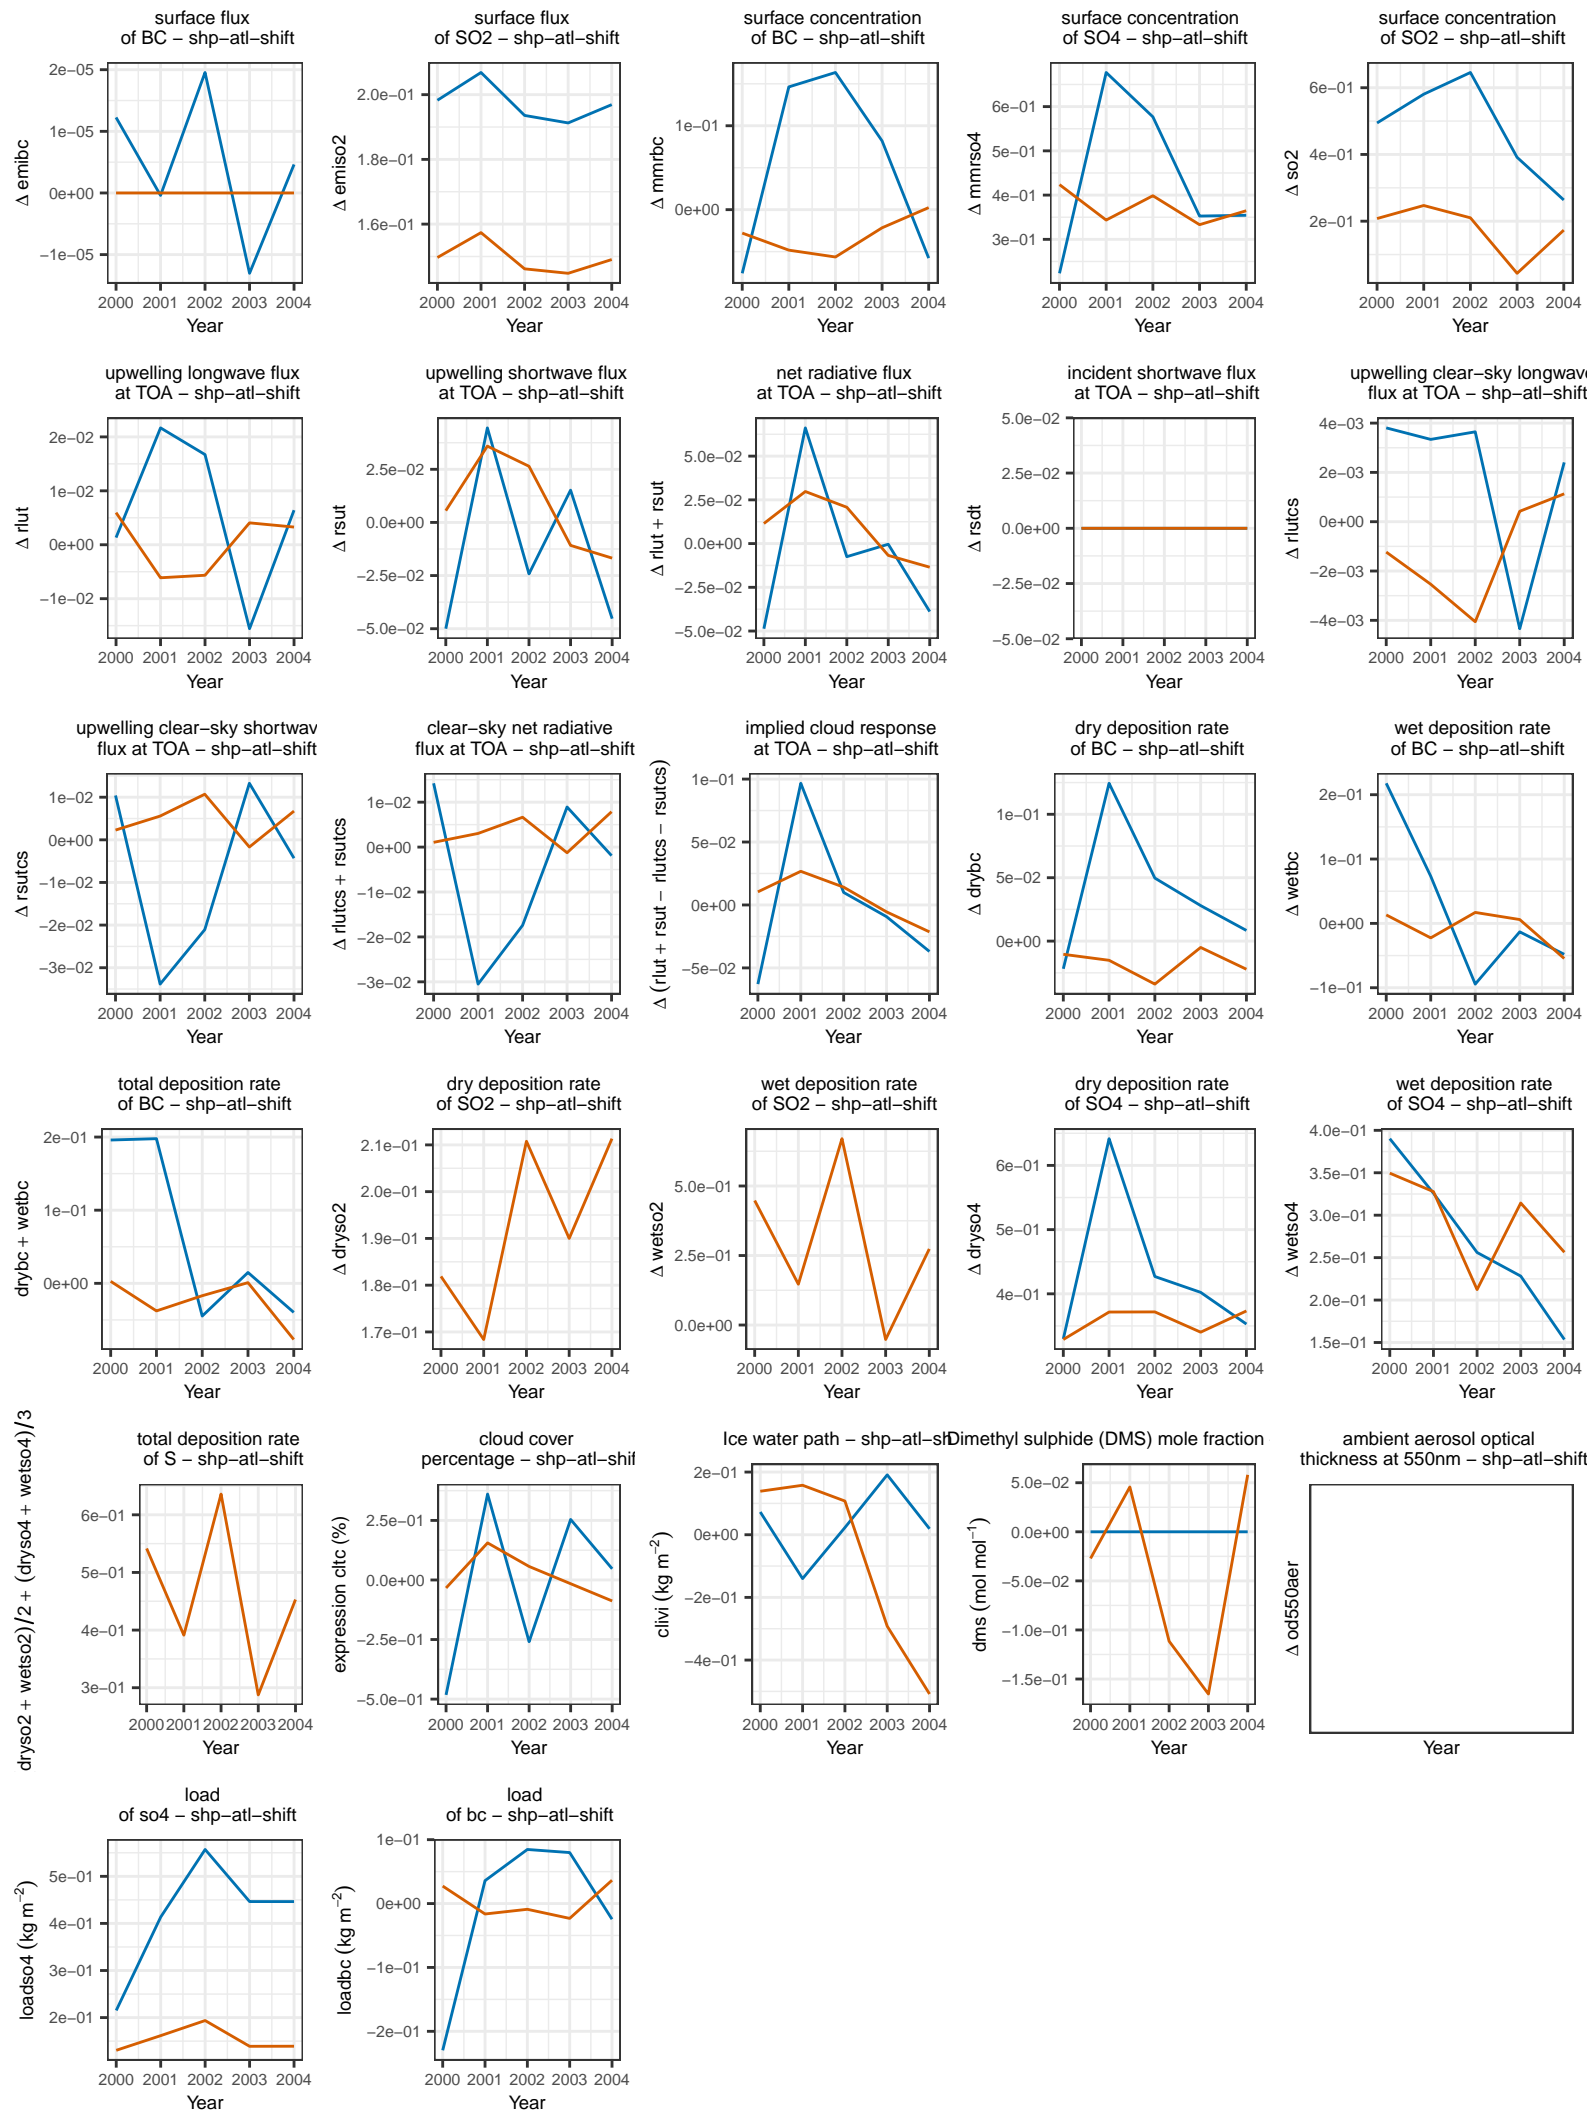 surface flux
of BC − shp−atl−shift
2e−05
1e−05
0e+00
−1e−05
Δ emibc
2000 2001 2002 2003 2004
Year
surface flux
of SO2 − shp−atl−shift
2.0e−01
1.8e−01
1.6e−01
Δ emiso2
2000 2001 2002 2003 2004
Year
surface concentration
of BC − shp−atl−shift
1e−01
0e+00
Δ mmrbc
2000 2001 2002 2003 2004
Year
surface concentration
of SO4 − shp−atl−shift
6e−01
5e−01
4e−01
3e−01
Δ mmrso4
2000 2001 2002 2003 2004
Year
surface concentration
of SO2 − shp−atl−shift
6e−01
4e−01
2e−01
Δ so2
2000 2001 2002 2003 2004
Year
upwelling longwave flux
at TOA − shp−atl−shift
2e−02
1e−02
0e+00
−1e−02
Δ rlut
2000 2001 2002 2003 2004
Year
upwelling shortwave flux
at TOA − shp−atl−shift
2.5e−02
0.0e+00
−2.5e−02
−5.0e−02
Δ rsut
2000 2001 2002 2003 2004
Year
net radiative flux
at TOA − shp−atl−shift
5.0e−02
2.5e−02
0.0e+00
−2.5e−02
−5.0e−02
Δ rlut + rsut
2000 2001 2002 2003 2004
Year
incident shortwave flux
at TOA − shp−atl−shift
5.0e−02
2.5e−02
0.0e+00
−2.5e−02
−5.0e−02
Δ rsdt
2000 2001 2002 2003 2004
Year
upwelling clear−sky longwave
flux at TOA − shp−atl−shift
4e−03
2e−03
0e+00
−2e−03
−4e−03
Δ rlutcs
2000 2001 2002 2003 2004
Year
upwelling clear−sky shortwav
flux at TOA − shp−atl−shift
1e−02
0e+00
−1e−02
−2e−02
−3e−02
Δ rsutcs
2000 2001 2002 2003 2004
Year
clear−sky net radiative
flux at TOA − shp−atl−shift
1e−02
0e+00
−1e−02
−2e−02
−3e−02
Δ rlutcs + rsutcs
2000 2001 2002 2003 2004
Year
implied cloud response
at TOA − shp−atl−shift
1e−01
5e−02
0e+00
−5e−02
Δ (rlut + rsut − rlutcs − rsutcs)
2000 2001 2002 2003 2004
Year
dry deposition rate
of BC − shp−atl−shift
1e−01
5e−02
0e+00
Δ drybc
2000 2001 2002 2003 2004
Year
wet deposition rate
of BC − shp−atl−shift
2e−01
1e−01
0e+00
−1e−01
Δ wetbc
2000 2001 2002 2003 2004
Year
total deposition rate
of BC − shp−atl−shift
2e−01
1e−01
0e+00
drybc + wetbc
2000 2001 2002 2003 2004
Year
dry deposition rate
of SO2 − shp−atl−shift
2.1e−01
2.0e−01
1.9e−01
1.8e−01
1.7e−01
Δ dryso2
2000 2001 2002 2003 2004
Year
wet deposition rate
of SO2 − shp−atl−shift
5.0e−01
2.5e−01
0.0e+00
Δ wetso2
2000 2001 2002 2003 2004
Year
dry deposition rate
of SO4 − shp−atl−shift
6e−01
5e−01
4e−01
Δ dryso4
2000 2001 2002 2003 2004
Year
wet deposition rate
of SO4 − shp−atl−shift
4.0e−01
3.5e−01
3.0e−01
2.5e−01
2.0e−01
1.5e−01
Δ wetso4
2000 2001 2002 2003 2004
Year
total deposition rate
of S − shp−atl−shift
6e−01
5e−01
4e−01
3e−01
dryso2 + wetso2)/2 + (dryso4 + wetso4)/3
2000 2001 2002 2003 2004
Year
cloud cover
percentage − shp−atl−shif
2.5e−01
0.0e+00
−2.5e−01
−5.0e−01
expression cltc (%)
2000 2001 2002 2003 2004
Year
Ice water path − shp−atl−sh
2e−01
0e+00
−2e−01
−4e−01
clivi (kg m−2)
2000 2001 2002 2003 2004
Year
Dimethyl sulphide (DMS) mole fraction
5.0e−02
0.0e+00
−5.0e−02
−1.0e−01
−1.5e−01
dms (mol mol−1)
2000 2001 2002 2003 2004
Year
ambient aerosol optical
thickness at 550nm − shp−atl−shift
Δ od550aer
Year
load
of so4 − shp−atl−shift
5e−01
4e−01
3e−01
2e−01
loadso4 (kg m−2)
2000 2001 2002 2003 2004
Year
load
of bc − shp−atl−shift
1e−01
0e+00
−1e−01
−2e−01
loadbc (kg m−2)
2000 2001 2002 2003 2004
Year